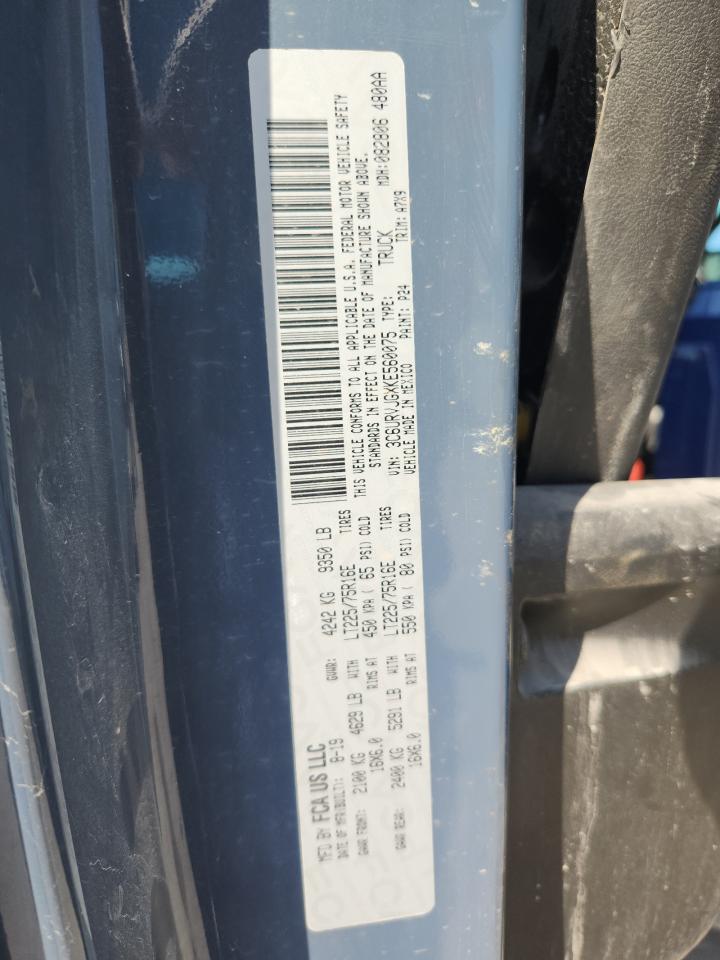 MFD BY FCA US LLC
DATE OF MFR(BUILT): 8-19 GVWR: 4242 KG 9350 LB
GAWR FRONT: 2100 KG 4629 LB WITH LT225/75R16E TIRES
16X6.0 RIMS AT 450 KPA ( 65 PSI) COLD
GAWR REAR: 2400 KG 5291 LB WITH LT225/75R16E TIRES
16X6.0 RIMS AT 550 KPA ( 80 PSI) COLD
THIS VEHICLE CONFORMS TO ALL APPLICABLE U.S.A. FEDERAL MOTOR VEHICLE SAFETY
STANDARDS IN EFFECT ON THE DATE OF MANUFACTURE SHOWN ABOVE.
VIN: 3C6URVJGXKE560075 TYPE: TRUCK MDH:082806 480AA
VEHICLE MADE IN MEXICO PAINT: P24 TRIM: A7X9